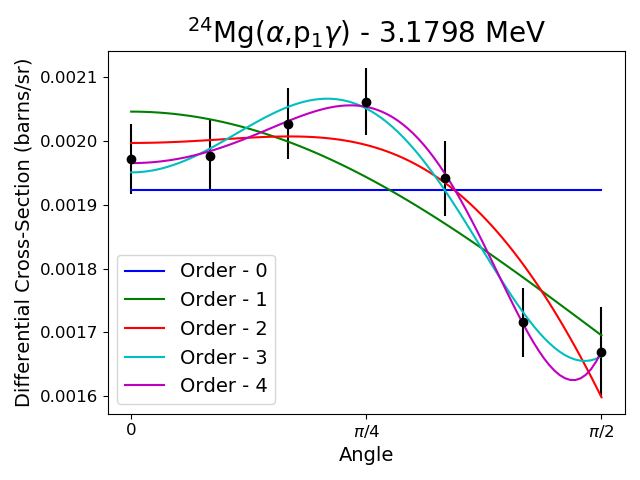 ²⁴Mg(α,p₁γ) - 3.1798 MeV
Differential Cross-Section (barns/sr)
0.0021
0.0020
0.0019
0.0018
0.0017
0.0016
Order - 0
Order - 1
Order - 2
Order - 3
Order - 4
0
π/4
π/2
Angle